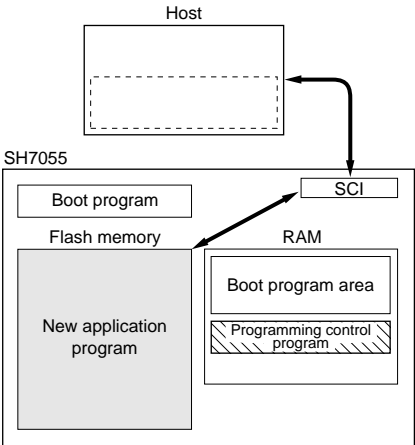 Host
SH7055
SCI
Boot program
Flash memory
RAM
Boot program area
New application
program
Programming control
program